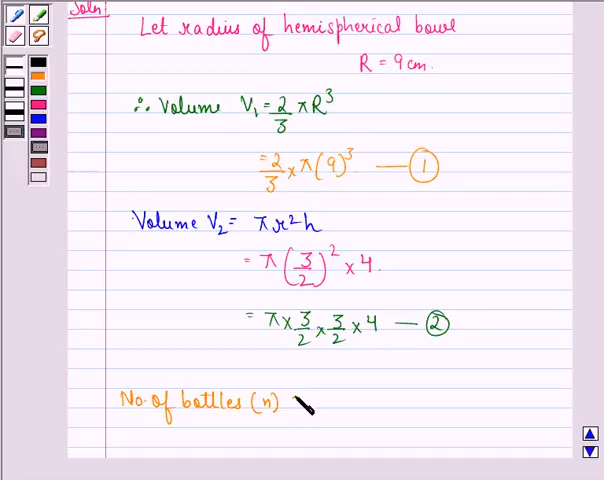 Soln:
Let radius of hemispherical bowl
R = 9 cm.
∴ Volume V₁ = 2/3 πR³
= 2/3 × π(9)³ — ①
Volume V₂ = πr²h
= π(3/2)² × 4.
= π × 3/2 × 3/2 × 4 — ②
No. of bottles (n)